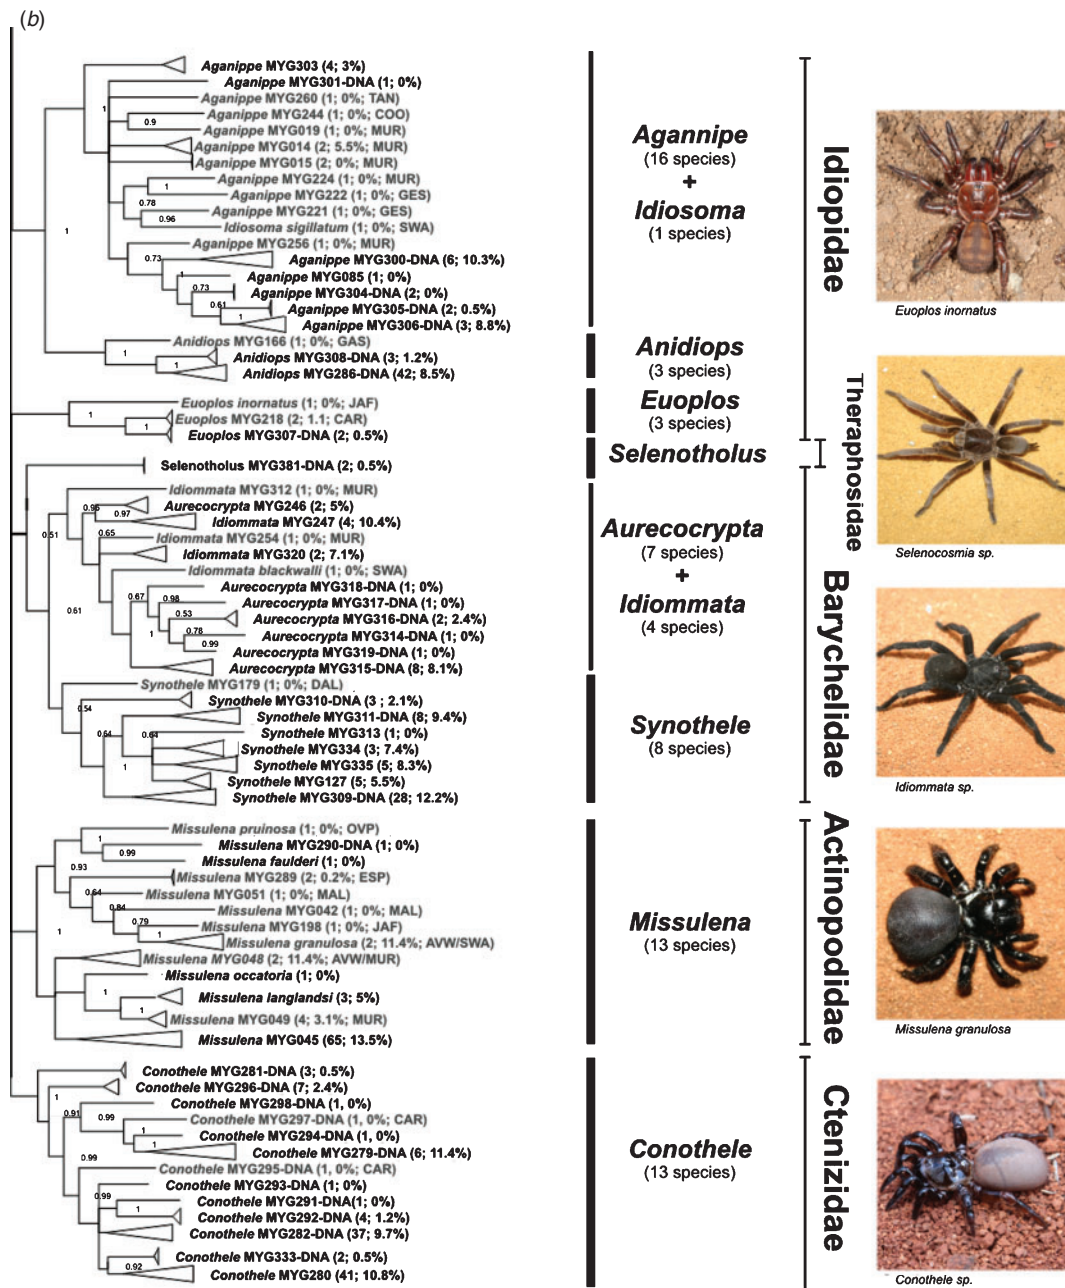 (b)
Aganippe MYG303 (4; 3%)
Aganippe MYG301-DNA (1; 0%)
Aganippe MYG260 (1; 0%; TAN)
1
Aganippe MYG244 (1; 0%; COO)
0.9
Aganippe MYG019 (1; 0%; MUR)
Aganippe MYG014 (2; 5.5%; MUR)
Aganippe MYG015 (2; 0%; MUR)
Aganippe MYG224 (1; 0%; MUR)
1
Aganippe MYG222 (1; 0%; GES)
0.78
Aganippe MYG221 (1; 0%; GES)
0.96
Idiosoma sigillatum (1; 0%; SWA)
1
Aganippe MYG256 (1; 0%; MUR)
0.73
Aganippe MYG300-DNA (6; 10.3%)
1
Aganippe MYG085 (1; 0%)
0.73
Aganippe MYG304-DNA (2; 0%)
0.61
Aganippe MYG305-DNA (2; 0.5%)
1
Aganippe MYG306-DNA (3; 8.8%)
Anidiops MYG166 (1; 0%; GAS)
1
Anidiops MYG308-DNA (3; 1.2%)
1
Anidiops MYG286-DNA (42; 8.5%)
Euoplos inornatus (1; 0%; JAF)
1
Euoplos MYG218 (2; 1.1; CAR)
1
Euoplos MYG307-DNA (2; 0.5%)
Selenotholus MYG381-DNA (2; 0.5%)
Idiommata MYG312 (1; 0%; MUR)
0.96
Aurecocrypta MYG246 (2; 5%)
0.97
Idiommata MYG247 (4; 10.4%)
0.51
0.65
Idiommata MYG254 (1; 0%; MUR)
Idiommata MYG320 (2; 7.1%)
Idiommata blackwalli (1; 0%; SWA)
Aurecocrypta MYG318-DNA (1; 0%)
0.67
0.98
Aurecocrypta MYG317-DNA (1; 0%)
0.61
0.53
Aurecocrypta MYG316-DNA (2; 2.4%)
1
0.78
Aurecocrypta MYG314-DNA (1; 0%)
0.99
Aurecocrypta MYG319-DNA (1; 0%)
Aurecocrypta MYG315-DNA (8; 8.1%)
Synothele MYG179 (1; 0%; DAL)
0.54
Synothele MYG310-DNA (3 ; 2.1%)
Synothele MYG311-DNA (8; 9.4%)
0.64
0.64
Synothele MYG313 (1; 0%)
Synothele MYG334 (3; 7.4%)
1
Synothele MYG335 (5; 8.3%)
Synothele MYG127 (5; 5.5%)
Synothele MYG309-DNA (28; 12.2%)
Missulena pruinosa (1; 0%; OVP)
1
Missulena MYG290-DNA (1; 0%)
0.99
Missulena faulderi (1; 0%)
0.93
Missulena MYG289 (2; 0.2%; ESP)
0.64
Missulena MYG051 (1; 0%; MAL)
0.84
Missulena MYG042 (1; 0%; MAL)
0.79
Missulena MYG198 (1; 0%; JAF)
1
Missulena granulosa (2; 11.4%; AVW/SWA)
Missulena MYG048 (2; 11.4%; AVW/MUR)
Missulena occatoria (1; 0%)
1
Missulena langlandsi (3; 5%)
1
Missulena MYG049 (4; 3.1%; MUR)
Missulena MYG045 (65; 13.5%)
Conothele MYG281-DNA (3; 0.5%)
Conothele MYG296-DNA (7; 2.4%)
1
Conothele MYG298-DNA (1, 0%)
0.91
0.99
Conothele MYG297-DNA (1, 0%; CAR)
Conothele MYG294-DNA (1, 0%)
1
Conothele MYG279-DNA (6; 11.4%)
0.99
Conothele MYG295-DNA (1, 0%; CAR)
Conothele MYG293-DNA (1; 0%)
0.99
Conothele MYG291-DNA(1; 0%)
1
Conothele MYG292-DNA (4; 1.2%)
Conothele MYG282-DNA (37; 9.7%)
Conothele MYG333-DNA (2; 0.5%)
0.92
Conothele MYG280 (41; 10.8%)
Agannipe
(16 species)
+
Idiosoma
(1 species)
Anidiops
(3 species)
Euoplos
(3 species)
Selenotholus
Aurecocrypta
(7 species)
+
Idiommata
(4 species)
Synothele
(8 species)
Missulena
(13 species)
Conothele
(13 species)
Idiopidae
Theraphosidae
Barychelidae
Actinopodidae
Ctenizidae
Euoplos inornatus
Selenocosmia sp.
Idiommata sp.
Missulena granulosa
Conothele sp.